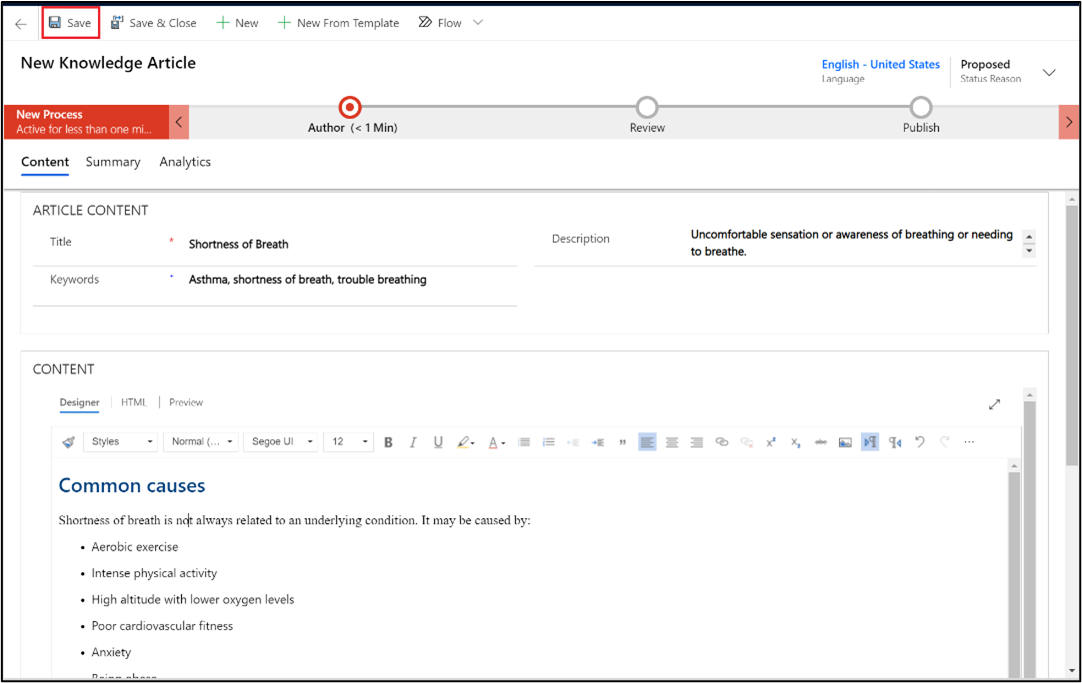 Save
Save & Close
New
New From Template
Flow
New Knowledge Article
English - United States
Language
Proposed
Status Reason
New Process
Active for less than one mi...
Author (< 1 Min)
Review
Publish
Content
Summary
Analytics
ARTICLE CONTENT
Title
*
Shortness of Breath
Description
Uncomfortable sensation or awareness of breathing or needing
to breathe.
Keywords
Asthma, shortness of breath, trouble breathing
CONTENT
Designer
HTML
Preview
Styles
Normal (...
Segoe UI
12
B
I
U
A
x²
x₂
abc
...
Common causes
Shortness of breath is not always related to an underlying condition. It may be caused by:
• Aerobic exercise
• Intense physical activity
• High altitude with lower oxygen levels
• Poor cardiovascular fitness
• Anxiety